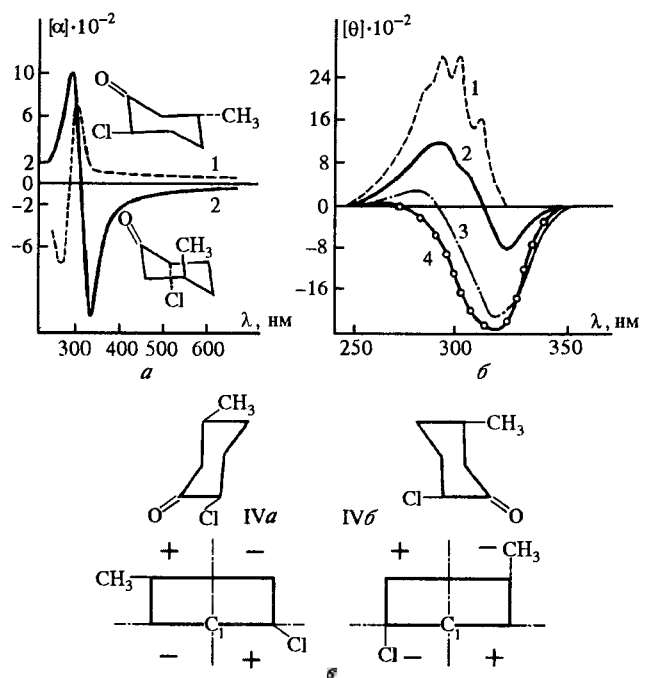 [α]·10⁻²
10
6
2
0
-2
-6
O
Cl
CH₃
1
2
O
CH₃
Cl
λ, нм
300 400 500 600
а
[θ]·10⁻²
24
16
8
0
-8
-16
1
2
3
4
λ, нм
250 300 350
б
CH₃
O
Cl
IVа
CH₃
Cl
O
IVб
+ −
CH₃
C₁
Cl
− +
+ −
CH₃
C₁
Cl
− +
в